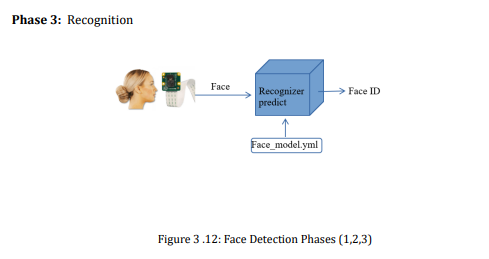 Phase 3: Recognition
Face
Recognizer
predict
Face ID
Face_model.yml
Figure 3 .12: Face Detection Phases (1,2,3)